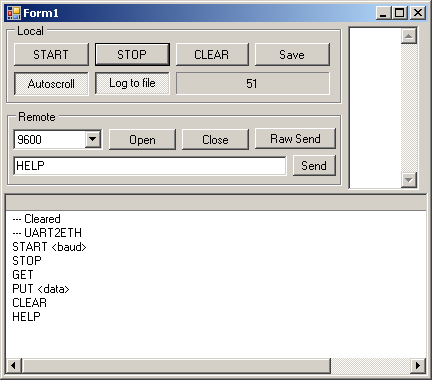 Form1
Local
START STOP CLEAR Save
Autoscroll Log to file 51
Remote
9600 Open Close Raw Send
HELP Send
--- Cleared
--- UART2ETH
START <baud>
STOP
GET
PUT <data>
CLEAR
HELP